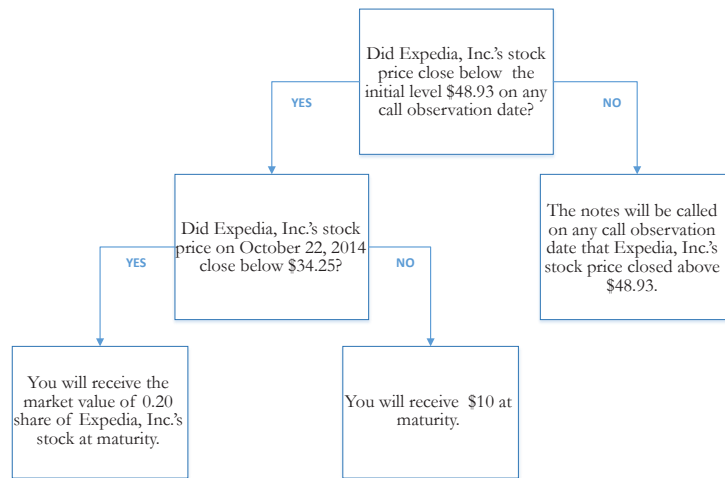 Did Expedia, Inc.'s stock
price close below the
initial level $48.93 on any
call observation date?
YES
NO
Did Expedia, Inc.'s stock
price on October 22, 2014
close below $34.25?
The notes will be called
on any call observation
date that Expedia, Inc.'s
stock price closed above
$48.93.
YES
NO
You will receive the
market value of 0.20
share of Expedia, Inc.'s
stock at maturity.
You will receive $10 at
maturity.